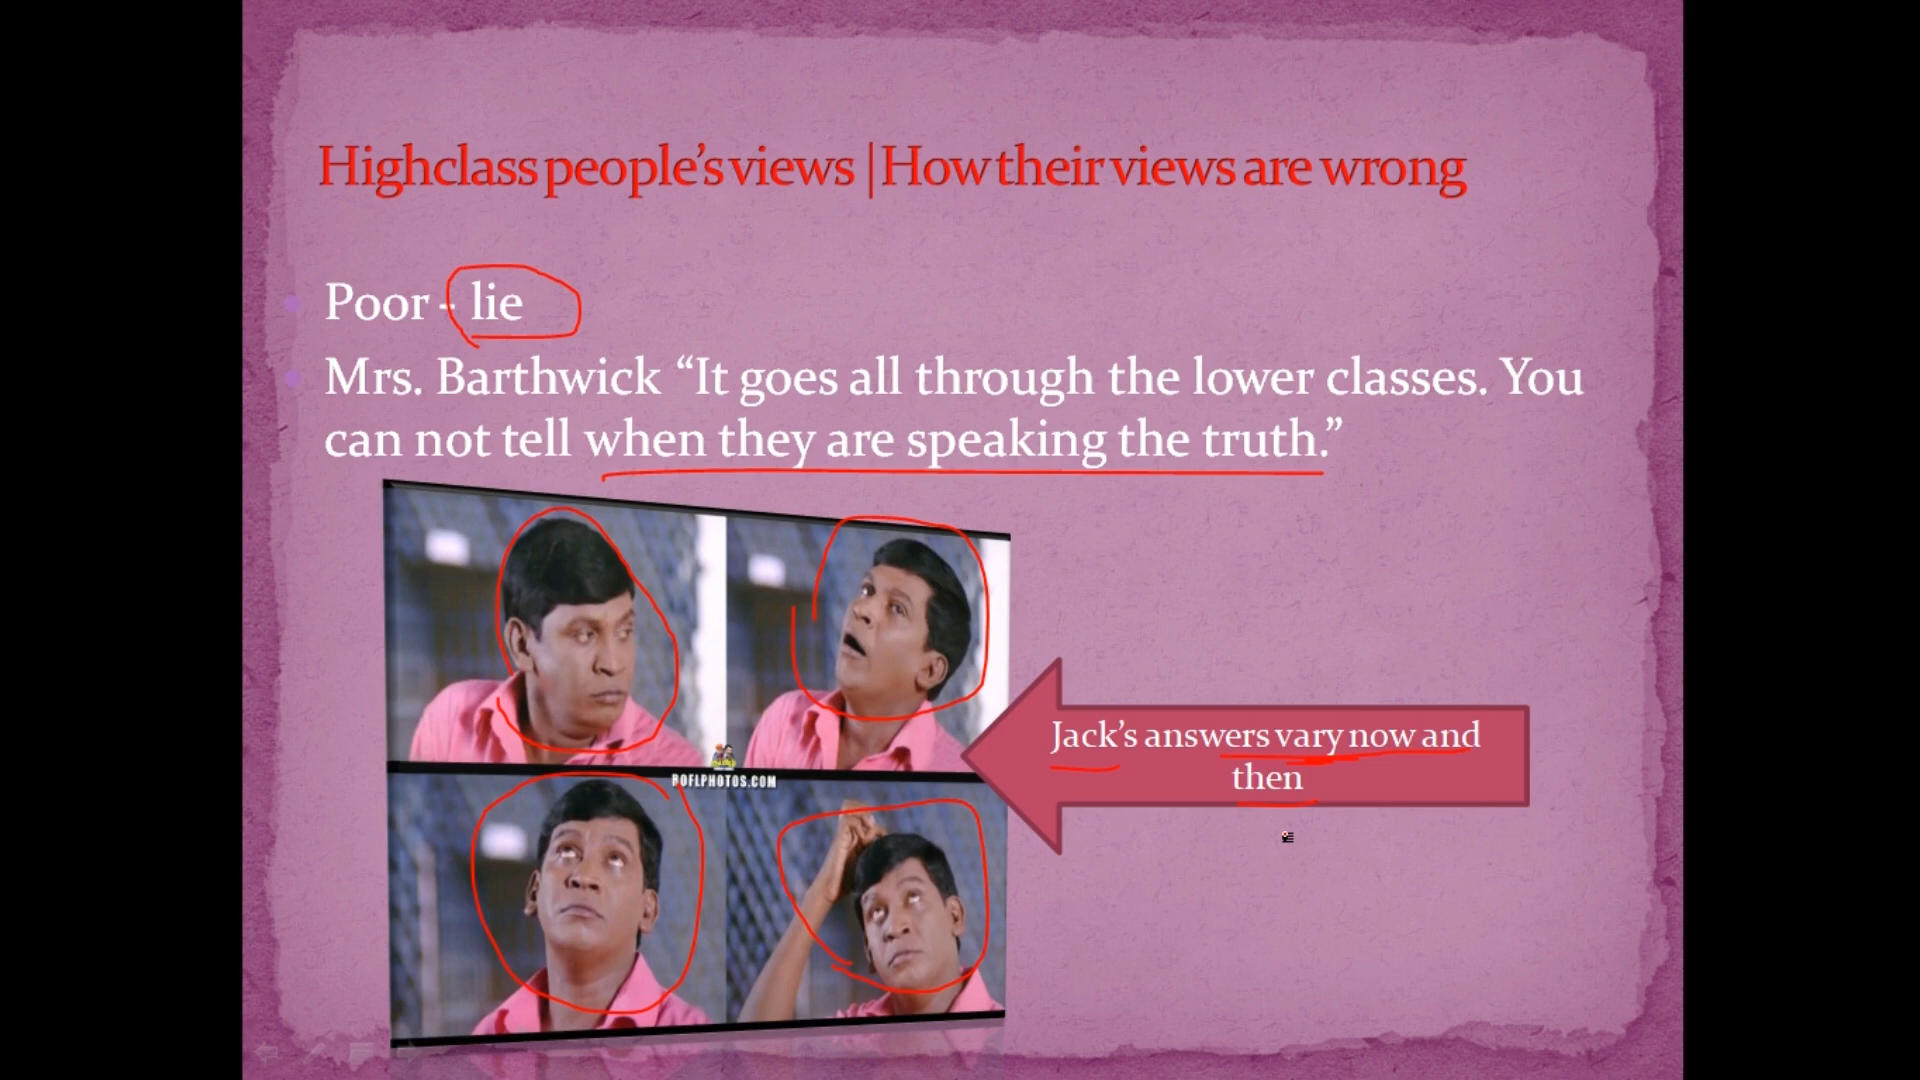 Highclass people's views | How their views are wrong
Poor - lie
Mrs. Barthwick “It goes all through the lower classes. You
can not tell when they are speaking the truth.”
ROFLPHOTOS.COM
Jack's answers vary now and
then